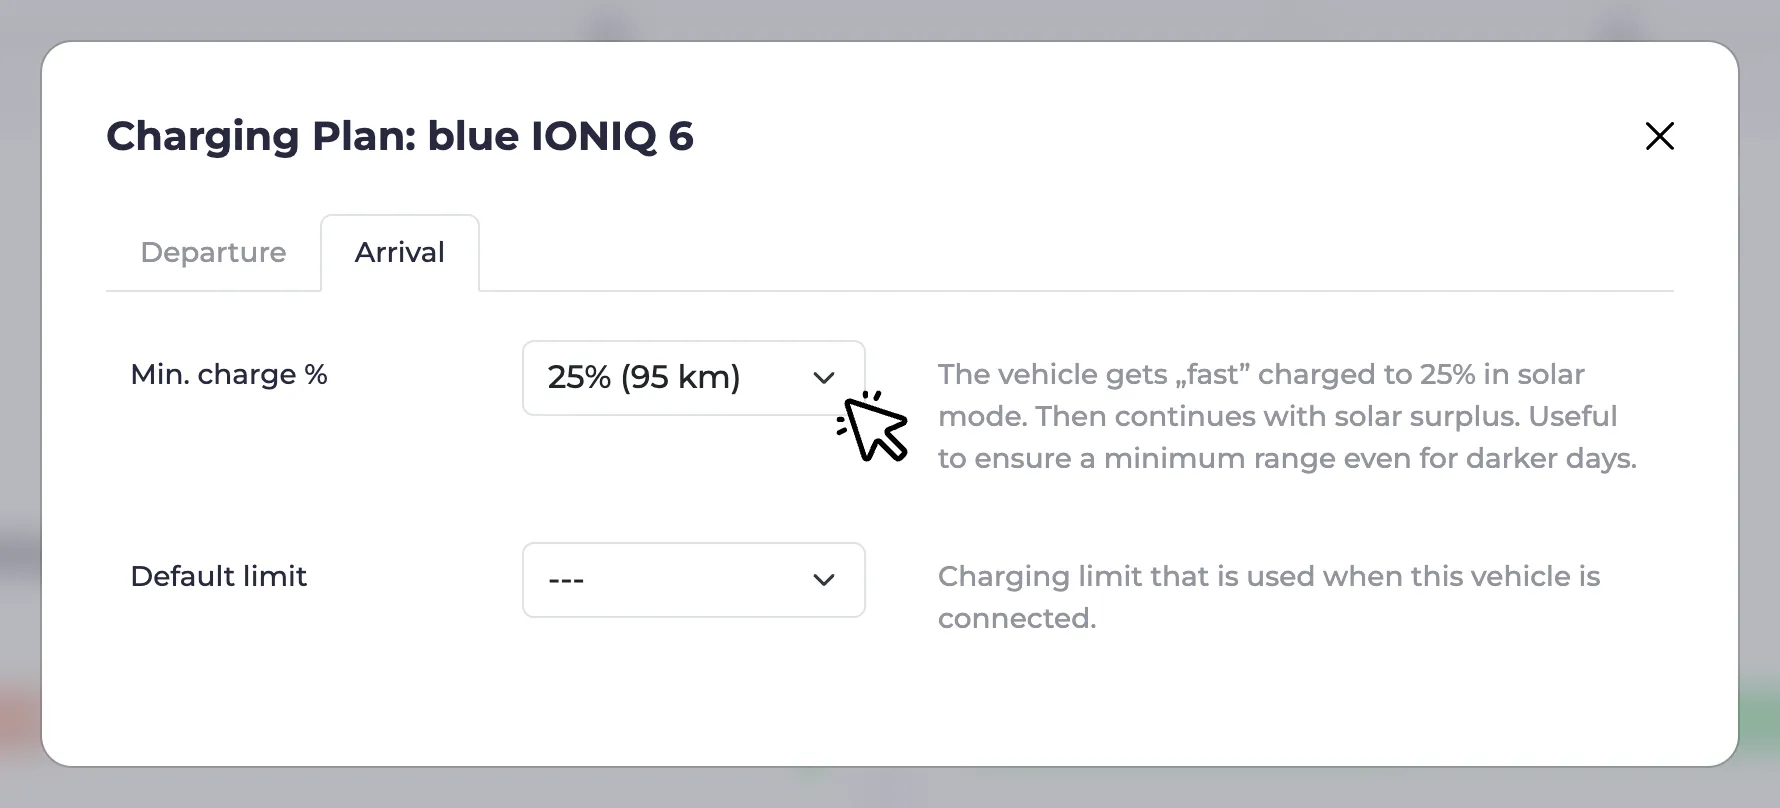 Charging Plan: blue IONIQ 6
Departure
Arrival
Min. charge %
25% (95 km)
The vehicle gets „fast” charged to 25% in solar
mode. Then continues with solar surplus. Useful
to ensure a minimum range even for darker days.
Default limit
---
Charging limit that is used when this vehicle is
connected.